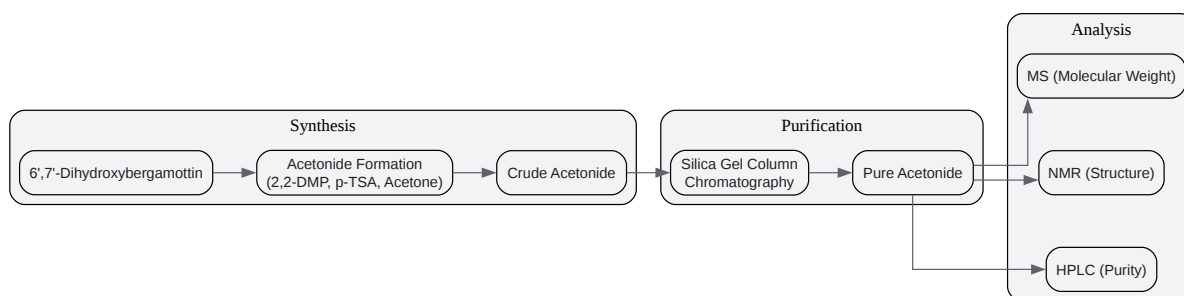 Synthesis
6',7'-Dihydroxybergamottin
Acetonide Formation
(2,2-DMP, p-TSA, Acetone)
Crude Acetonide
Purification
Silica Gel Column
Chromatography
Pure Acetonide
Analysis
MS (Molecular Weight)
NMR (Structure)
HPLC (Purity)